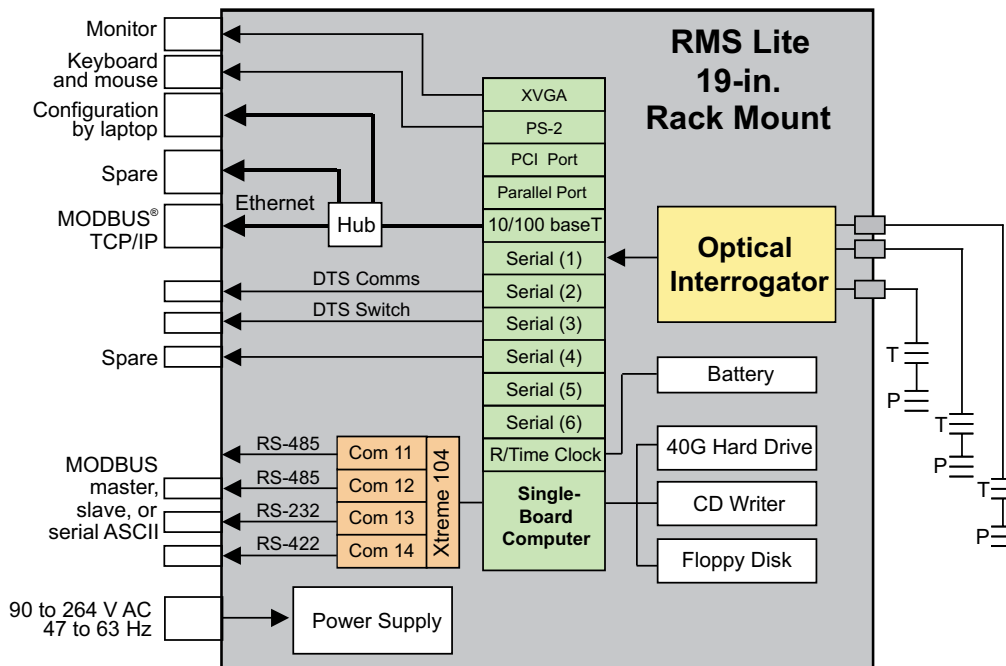 RMS Lite
19-in.
Rack Mount
Monitor
Keyboard
and mouse
Configuration
by laptop
Spare
Ethernet
MODBUS®
TCP/IP
Hub
DTS Comms
DTS Switch
Spare
XVGA
PS-2
PCI Port
Parallel Port
10/100 baseT
Serial (1)
Serial (2)
Serial (3)
Serial (4)
Serial (5)
Serial (6)
R/Time Clock
Single-
Board
Computer
Optical
Interrogator
Battery
40G Hard Drive
CD Writer
Floppy Disk
T
P
T
P
T
P
MODBUS
master,
slave, or
serial ASCII
RS-485
RS-485
RS-232
RS-422
Com 11
Com 12
Com 13
Com 14
Xtreme 104
90 to 264 V AC
47 to 63 Hz
Power Supply